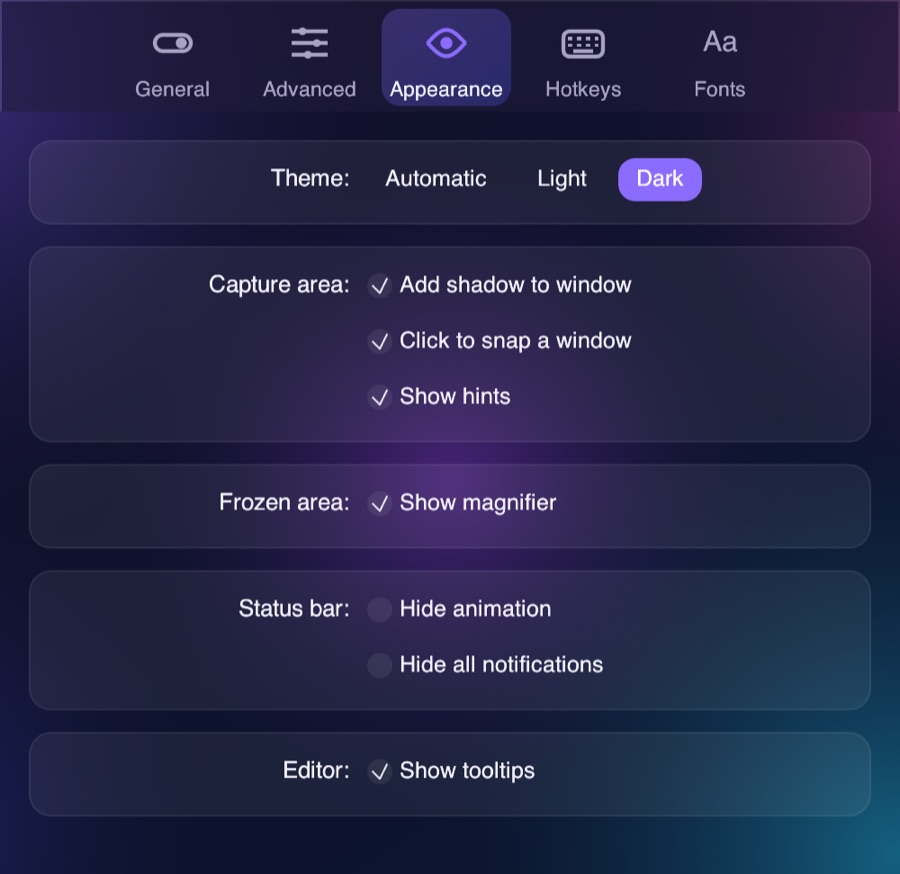 General Advanced Appearance Hotkeys Aa Fonts
Theme: Automatic Light Dark
Capture area: Add shadow to window
Click to snap a window
Show hints
Frozen area: Show magnifier
Status bar: Hide animation
Hide all notifications
Editor: Show tooltips